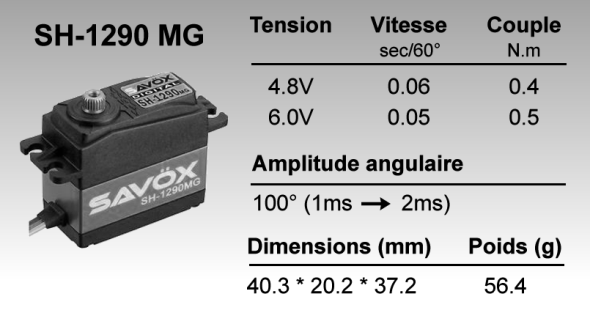 SH-1290 MG
SAVÖX
DIGITAL
SH-1290MG
SAVÖX
SH-1290MG
Tension Vitesse Couple
sec/60° N.m
4.8V 0.06 0.4
6.0V 0.05 0.5
Amplitude angulaire
100° (1ms → 2ms)
Dimensions (mm) Poids (g)
40.3 * 20.2 * 37.2 56.4